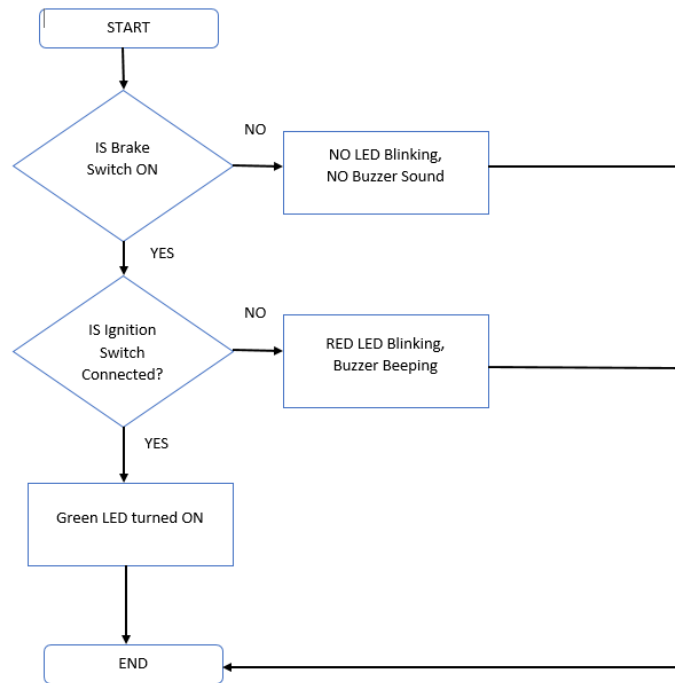 START
IS Brake
Switch ON
NO
NO LED Blinking,
NO Buzzer Sound
YES
IS Ignition
Switch
Connected?
NO
RED LED Blinking,
Buzzer Beeping
YES
Green LED turned ON
END